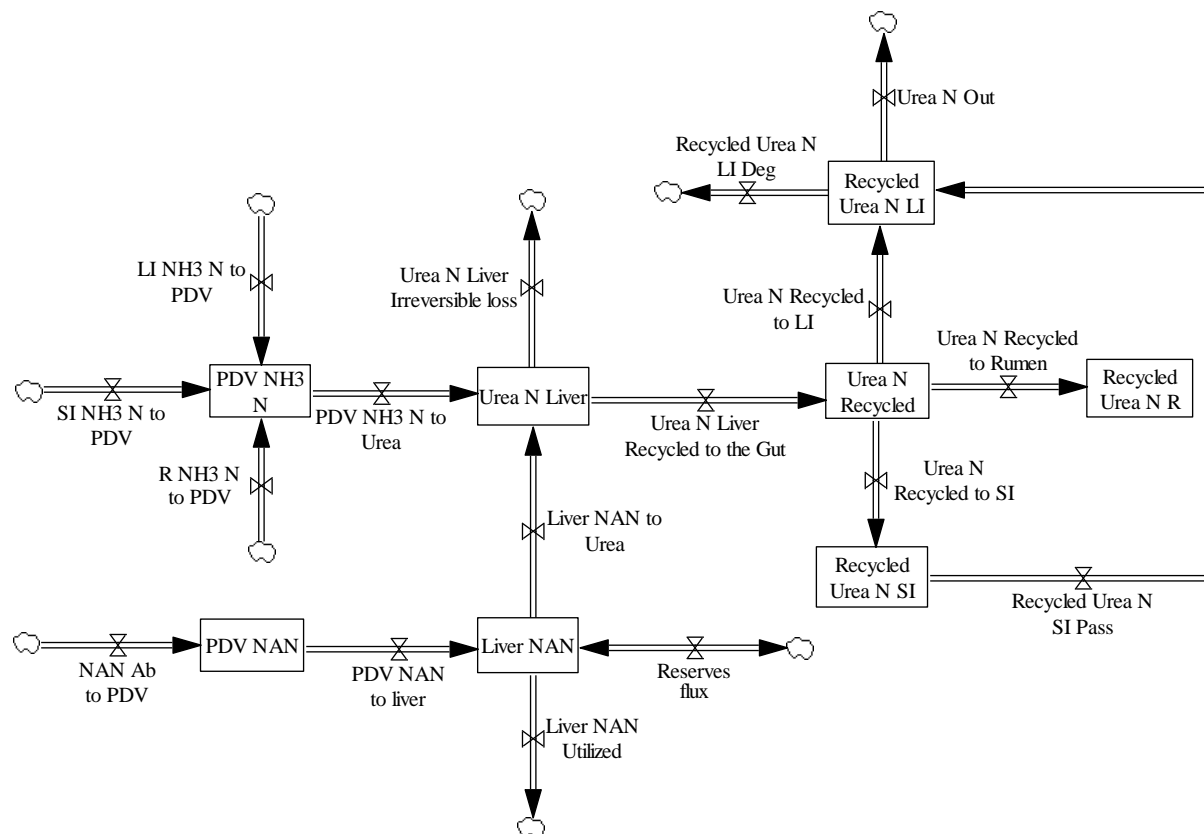 Urea N Out
Recycled Urea N
LI Deg
Recycled
Urea N LI
LI NH3 N to
PDV
Urea N Liver
Irreversible loss
Urea N Recycled
to LI
Urea N Recycled
to Rumen
PDV NH3
N
Urea N Liver
Urea N
Recycled
Recycled
Urea N R
SI NH3 N to
PDV
PDV NH3 N to
Urea
Urea N Liver
Recycled to the Gut
R NH3 N
to PDV
Urea N
Recycled to SI
Liver NAN to
Urea
Recycled
Urea N SI
Recycled Urea N
SI Pass
PDV NAN
Liver NAN
NAN Ab
to PDV
PDV NAN
to liver
Reserves
flux
Liver NAN
Utilized